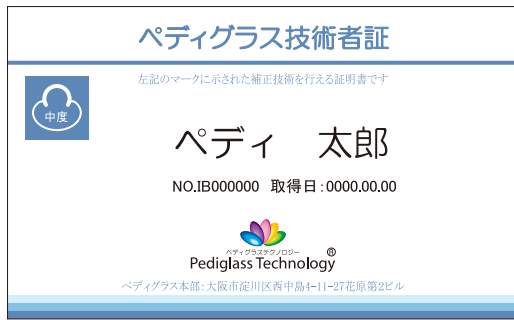 ペディグラス技術者証
左記のマークに示された補正技術を行える証明書です
中度
ペディ 太郎
NO.IB000000 取得日:0000.00.00
ペディグラステクノロジー
Pediglass Technology ®
ペディグラス本部:大阪市淀川区西中島4-11-27花原第2ビル